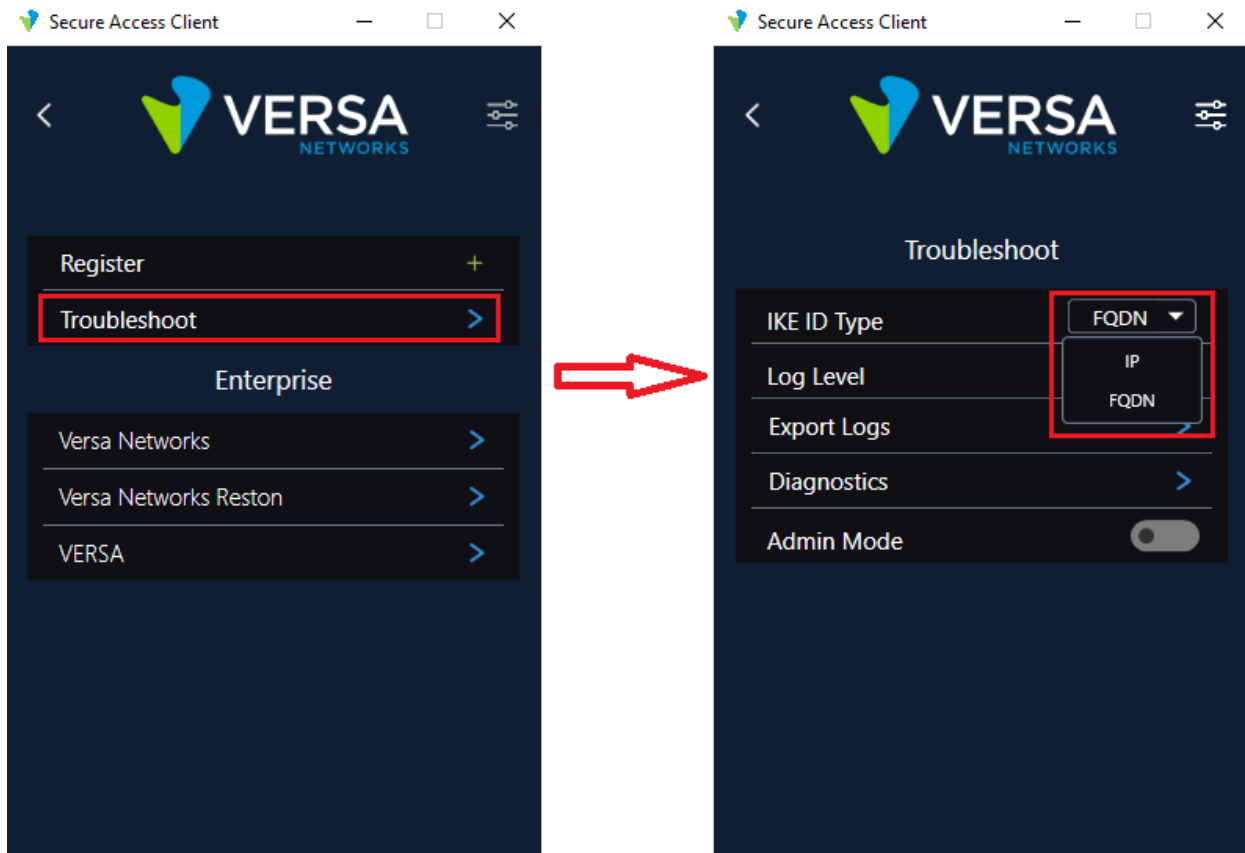 Secure Access Client
VERSA
NETWORKS
Register
Troubleshoot
Enterprise
Versa Networks
Versa Networks Reston
VERSA
Secure Access Client
VERSA
NETWORKS
Troubleshoot
IKE ID Type
FQDN
IP
FQDN
Log Level
Export Logs
Diagnostics
Admin Mode